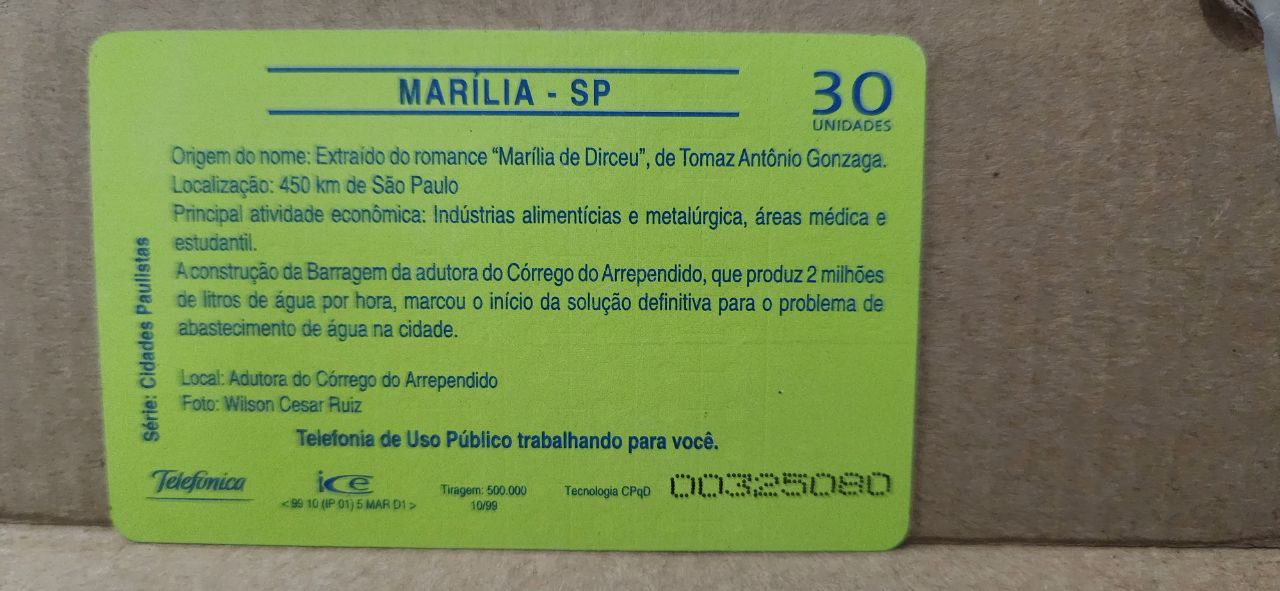 MARÍLIA - SP
30
UNIDADES
Origem do nome: Extraído do romance “Marília de Dirceu”, de Tomaz Antônio Gonzaga.
Localização: 450 km de São Paulo
Principal atividade econômica: Indústrias alimentícias e metalúrgica, áreas médica e
estudantil.
A construção da Barragem da adutora do Córrego do Arrependido, que produz 2 milhões
de litros de água por hora, marcou o início da solução definitiva para o problema de
abastecimento de água na cidade.
Série: Cidades Paulistas
Local: Adutora do Córrego do Arrependido
Foto: Wilson Cesar Ruiz
Telefonia de Uso Público trabalhando para você.
Telefónica
ice
< 99 10 (IP 01) 5 MAR D1 >
Tiragem: 500.000
10/99
Tecnologia CPqD
00325080